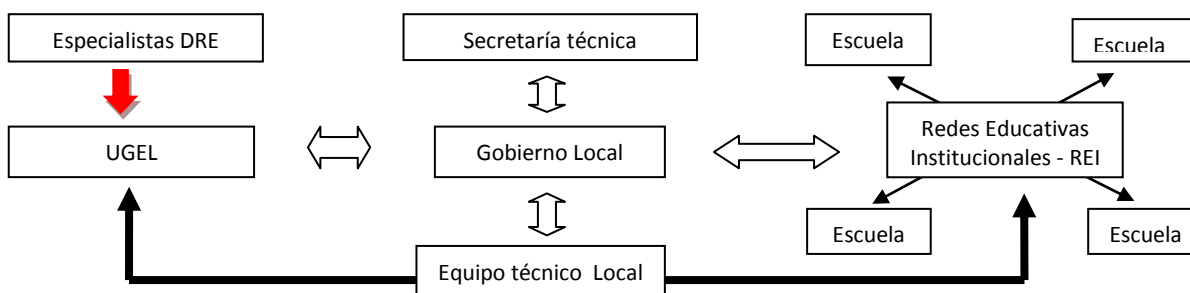 Especialistas DRE
Secretaría técnica
Escuela
Escuela
UGEL
Gobierno Local
Redes Educativas
Institucionales - REI
Escuela
Escuela
Equipo técnico Local